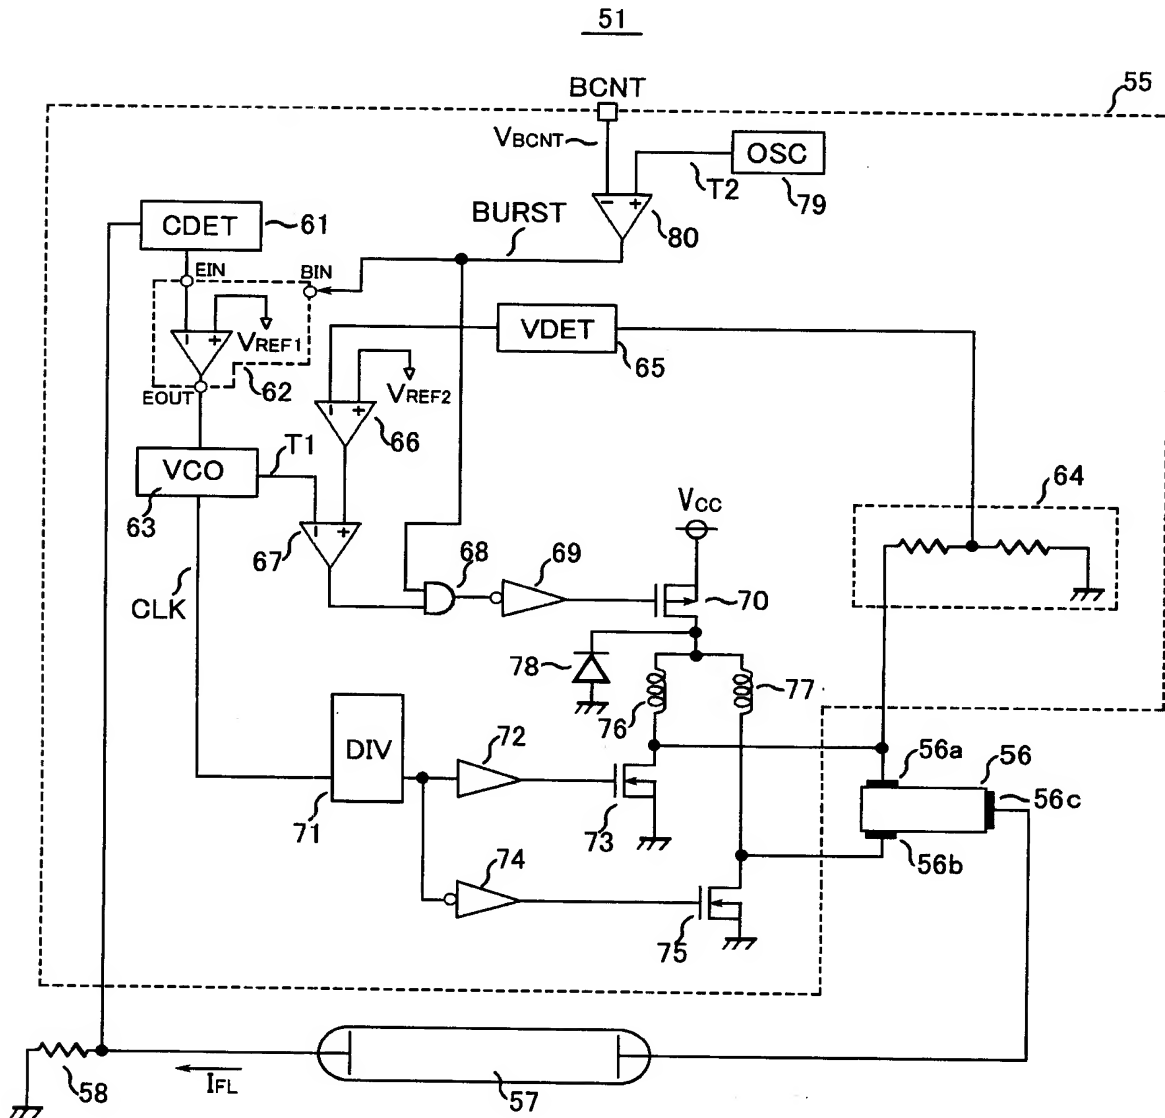 51
BCNT
55
VBCNT
OSC
T2
79
CDET
61
BURST
- +
80
EIN
BIN
VDET
- +
VREF1
65
62
VREF2
EOUT
- +
66
T1
VCO
64
63
VCC
- +
67
68
69
CLK
70
78
76
77
DIV
72
56a
56
56c
71
73
74
56b
75
58
IFL
57